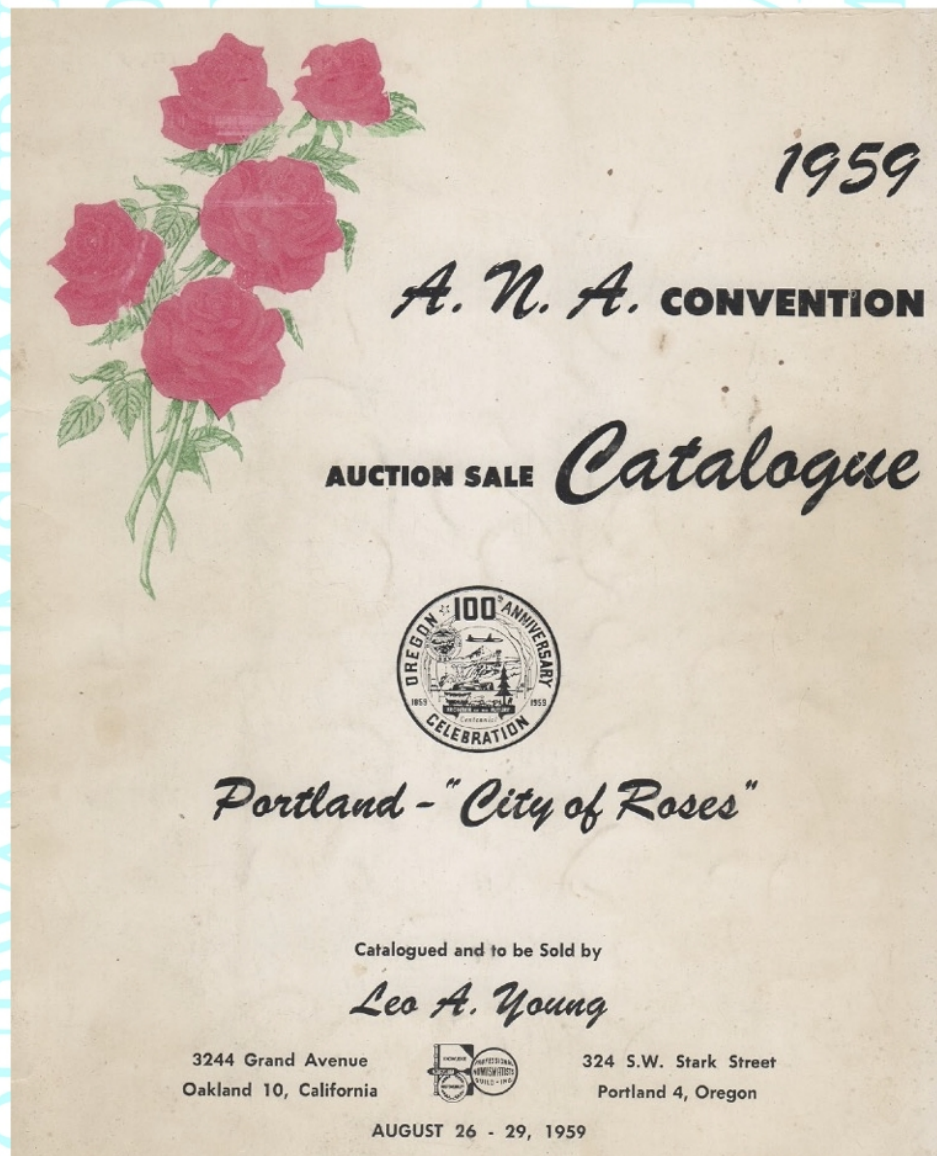 1959
A. N. A. CONVENTION
AUCTION SALE Catalogue
OREGON 100th ANNIVERSARY
1859 1959
Centennial
CELEBRATION
Portland - "City of Roses"
Catalogued and to be Sold by
Leo A. Young
3244 Grand Avenue
Oakland 10, California
PROFESSIONAL
NUMISMATISTS
GUILD - INC.
324 S.W. Stark Street
Portland 4, Oregon
AUGUST 26 - 29, 1959